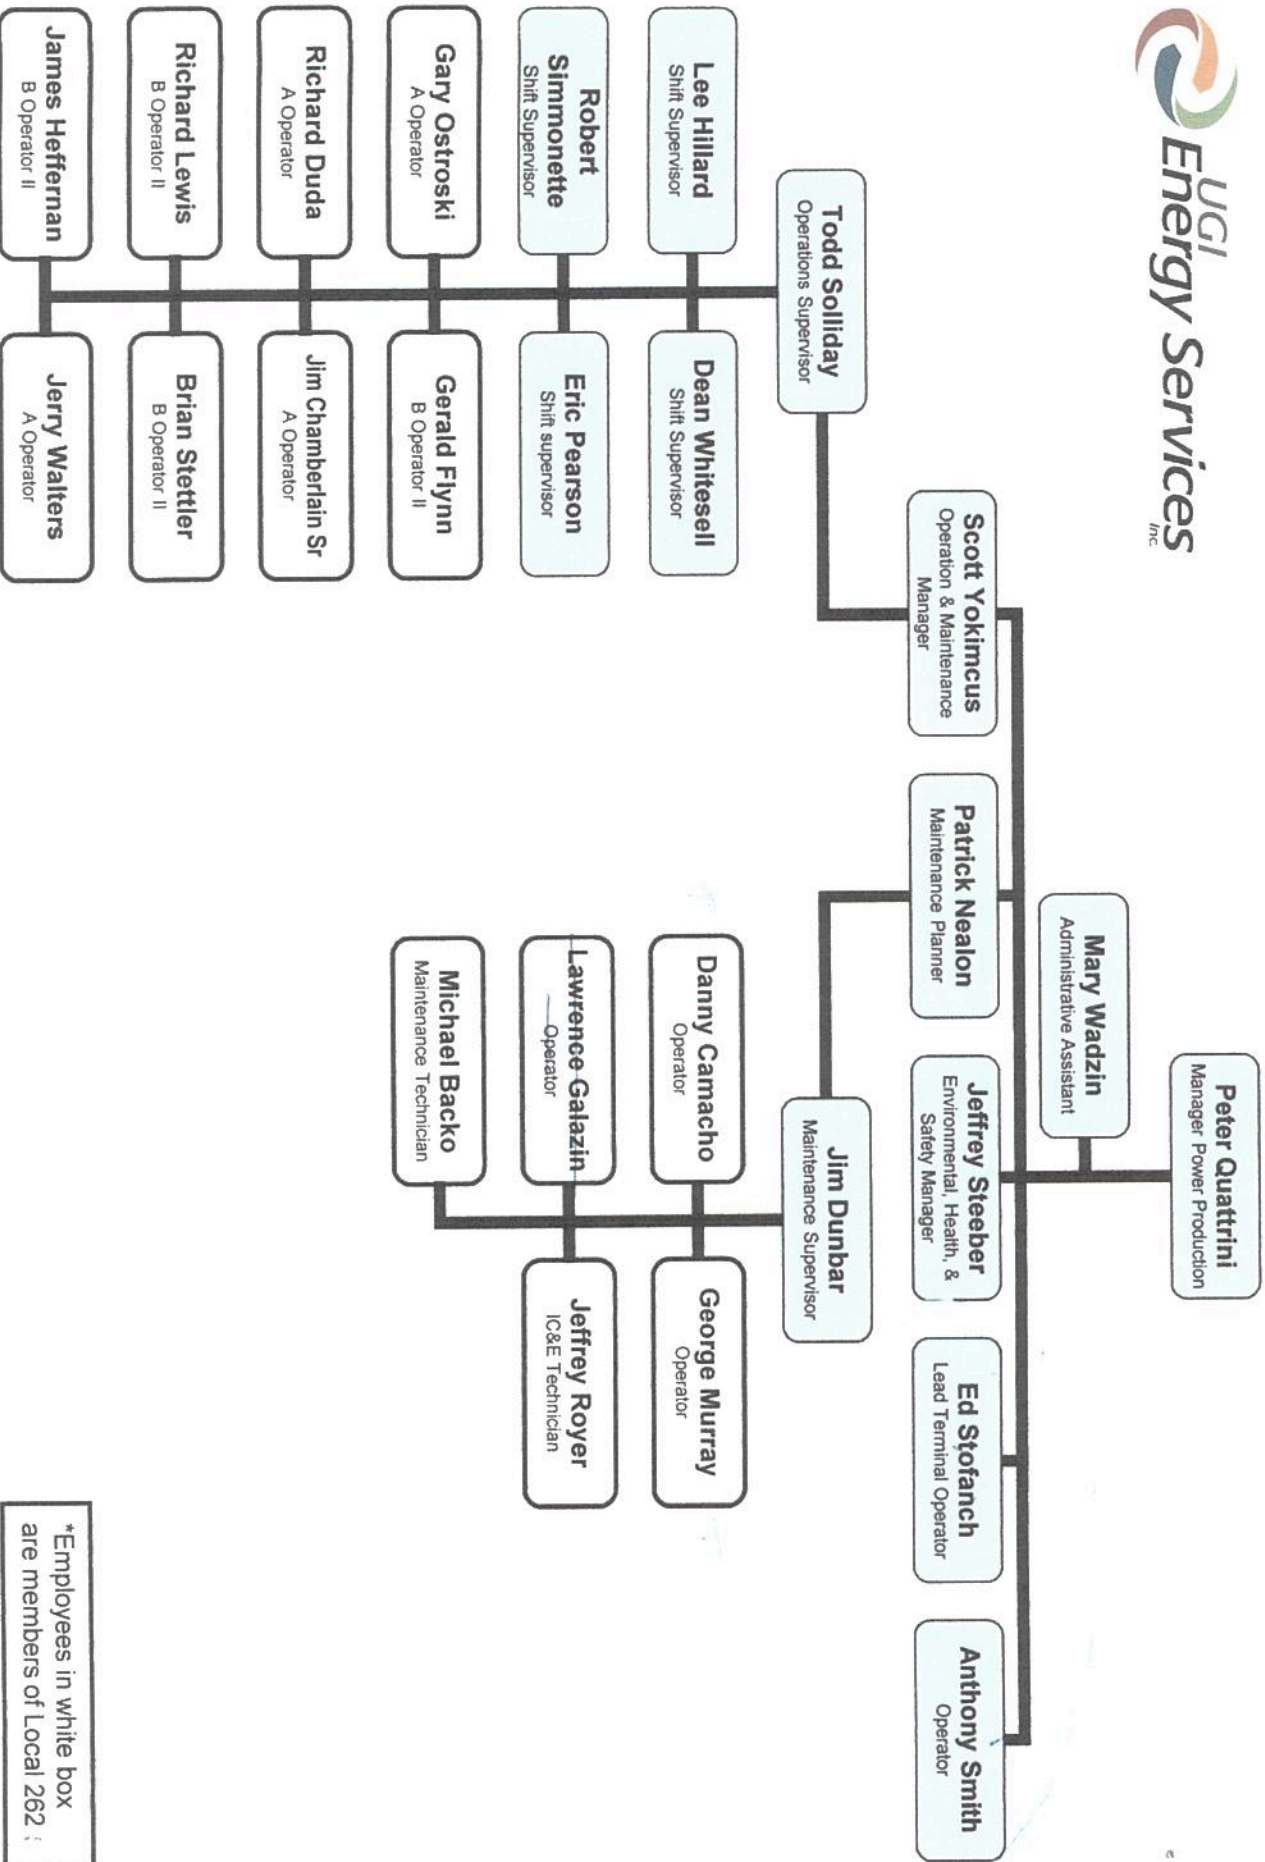 UGI
Energy Services
Inc.
Peter Quattrini
Manager Power Production
Mary Wadzin
Administrative Assistant
Scott Yokimcus
Operation & Maintenance
Manager
Patrick Nealon
Maintenance Planner
Jeffrey Steeber
Environmental, Health, &
Safety Manager
Ed Stofanch
Lead Terminal Operator
Anthony Smith
Operator
Todd Solliday
Operations Supervisor
Jim Dunbar
Maintenance Supervisor
Lee Hillard
Shift Supervisor
Dean Whitesell
Shift Supervisor
Danny Camacho
Operator
George Murray
Operator
Robert
Simmonette
Shift Supervisor
Eric Pearson
Shift supervisor
Lawrence Galazin
Operator
Jeffrey Royer
IC&E Technician
Gary Ostroski
A Operator
Gerald Flynn
B Operator II
Michael Backo
Maintenance Technician
Richard Duda
A Operator
Jim Chamberlain Sr
A Operator
Richard Lewis
B Operator II
Brian Stettler
B Operator II
James Heffernan
B Operator II
Jerry Walters
A Operator
*Employees in white box
are members of Local 262